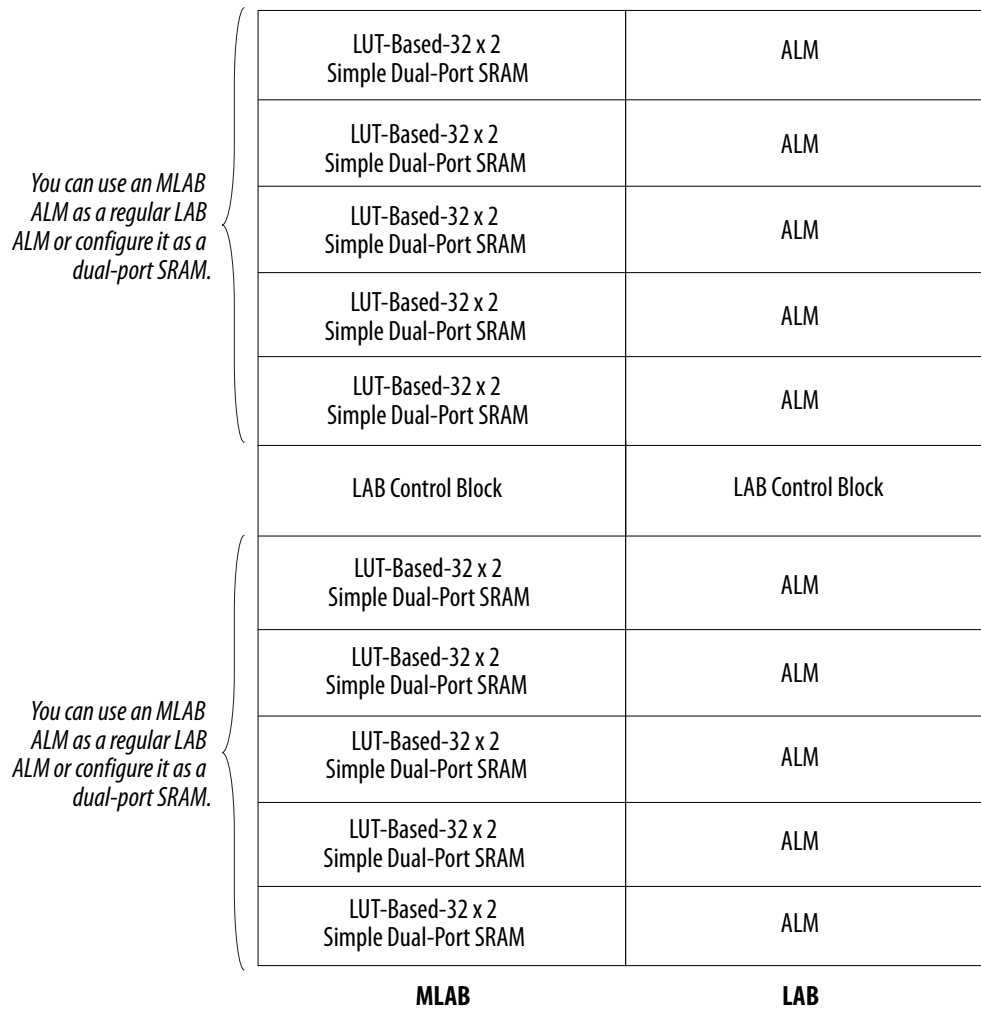 LUT-Based-32 x 2
Simple Dual-Port SRAM
ALM
LUT-Based-32 x 2
Simple Dual-Port SRAM
ALM
You can use an MLAB
ALM as a regular LAB
ALM or configure it as a
dual-port SRAM.
LUT-Based-32 x 2
Simple Dual-Port SRAM
ALM
LUT-Based-32 x 2
Simple Dual-Port SRAM
ALM
LUT-Based-32 x 2
Simple Dual-Port SRAM
ALM
LAB Control Block
LAB Control Block
LUT-Based-32 x 2
Simple Dual-Port SRAM
ALM
LUT-Based-32 x 2
Simple Dual-Port SRAM
ALM
You can use an MLAB
ALM as a regular LAB
ALM or configure it as a
dual-port SRAM.
LUT-Based-32 x 2
Simple Dual-Port SRAM
ALM
LUT-Based-32 x 2
Simple Dual-Port SRAM
ALM
LUT-Based-32 x 2
Simple Dual-Port SRAM
ALM
MLAB
LAB